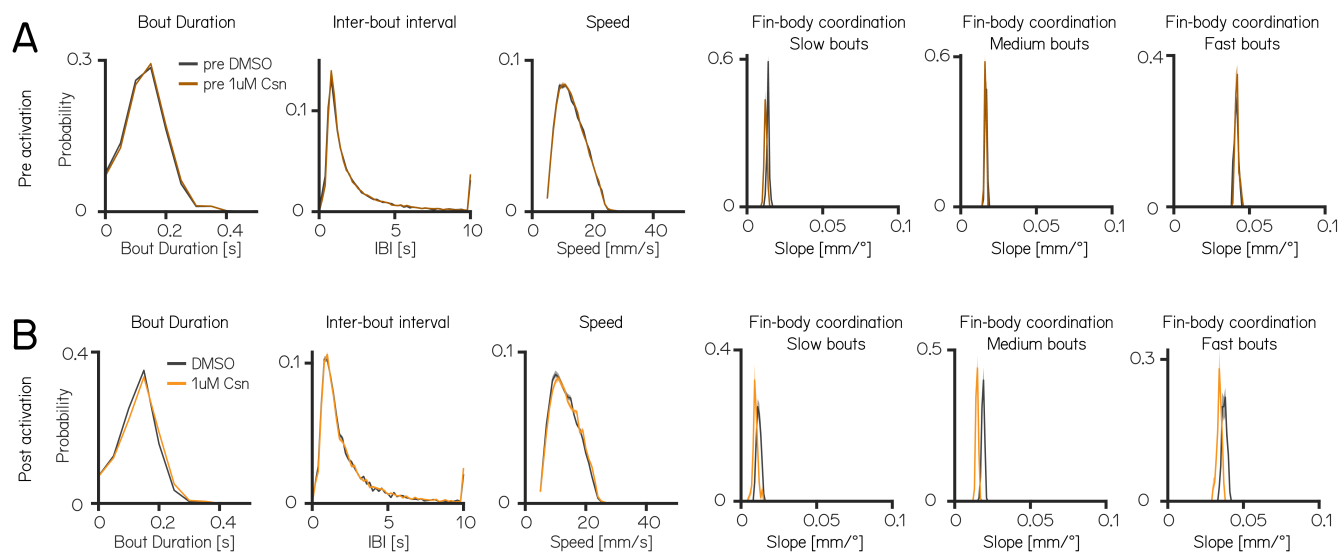 A
Pre activation
Bout Duration
0.3
0
Probability
pre DMSO
pre 1uM Csn
0 0.2 0.4
Bout Duration [s]
Inter-bout interval
0.1
0
0 5 10
IBI [s]
Speed
0.1
0
0 20 40
Speed [mm/s]
Fin-body coordination
Slow bouts
0.6
0
0 0.05 0.1
Slope [mm/°]
Fin-body coordination
Medium bouts
0.6
0
0 0.05 0.1
Slope [mm/°]
Fin-body coordination
Fast bouts
0.4
0
0 0.05 0.1
Slope [mm/°]
B
Post activation
Bout Duration
0.4
0
Probability
DMSO
1uM Csn
0 0.2 0.4
Bout Duration [s]
Inter-bout interval
0.1
0
0 5 10
IBI [s]
Speed
0.1
0
0 20 40
Speed [mm/s]
Fin-body coordination
Slow bouts
0.4
0
0 0.05 0.1
Slope [mm/°]
Fin-body coordination
Medium bouts
0.5
0
0 0.05 0.1
Slope [mm/°]
Fin-body coordination
Fast bouts
0.3
0
0 0.05 0.1
Slope [mm/°]